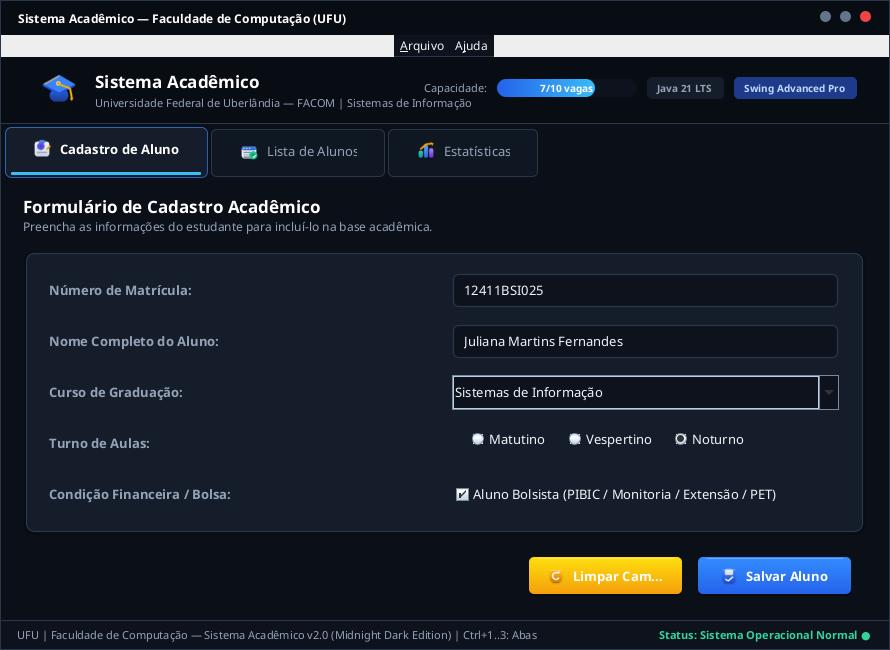 Sistema Acadêmico — Faculdade de Computação (UFU)
Arquivo Ajuda
Sistema Acadêmico
Universidade Federal de Uberlândia — FACOM | Sistemas de Informação
Capacidade: 7/10 vagas Java 21 LTS Swing Advanced Pro
Cadastro de Aluno Lista de Alunos Estatísticas
Formulário de Cadastro Acadêmico
Preencha as informações do estudante para incluí-lo na base acadêmica.
Número de Matrícula: 12411BSI025
Nome Completo do Aluno: Juliana Martins Fernandes
Curso de Graduação: Sistemas de Informação
Turno de Aulas: Matutino Vespertino Noturno
Condição Financeira / Bolsa: Aluno Bolsista (PIBIC / Monitoria / Extensão / PET)
Limpar Cam... Salvar Aluno
UFU | Faculdade de Computação — Sistema Acadêmico v2.0 (Midnight Dark Edition) | Ctrl+1..3: Abas Status: Sistema Operacional Normal ●